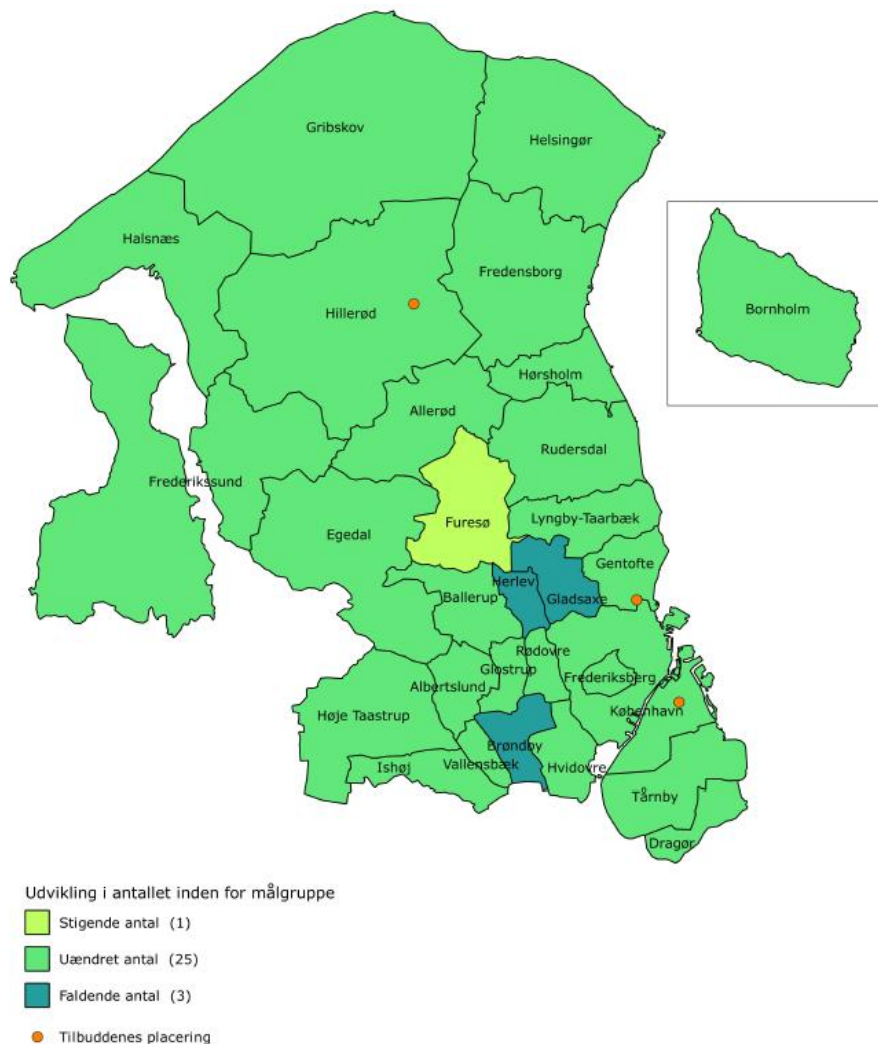 Gribskov
Helsingør
Halsnæs
Fredensborg
Hillerød
Bornholm
Hørsholm
Allerød
Rudersdal
Frederikssund
Furesø
Lyngby-Taarbæk
Egedal
Gentofte
Herlev
Ballerup
Gladsaxe
Rødovre
Glostrup
Frederiksberg
Albertslund
København
Høje Taastrup
Brøndby
Vallensbæk
Ishøj
Hvidovre
Tårnby
Dragør
Udvikling i antallet inden for målgruppe
Stigende antal (1)
Uændret antal (25)
Faldende antal (3)
Tilbuddenes placering